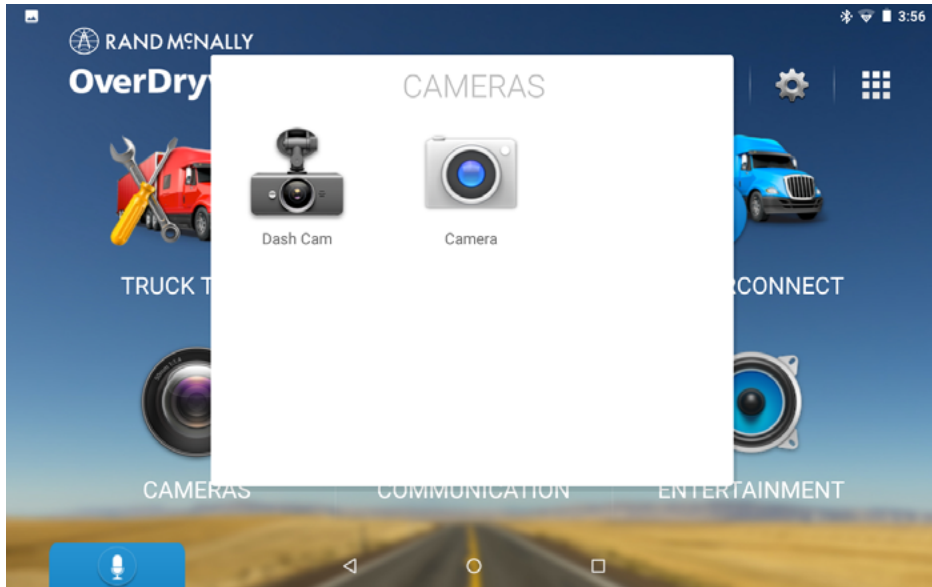 3:56
RAND MCNALLY
OverDry
CAMERAS
Dash Cam
Camera
TRUCK T
RCONNECT
CAMERAS
COMMUNICATION
ENTERTAINMENT